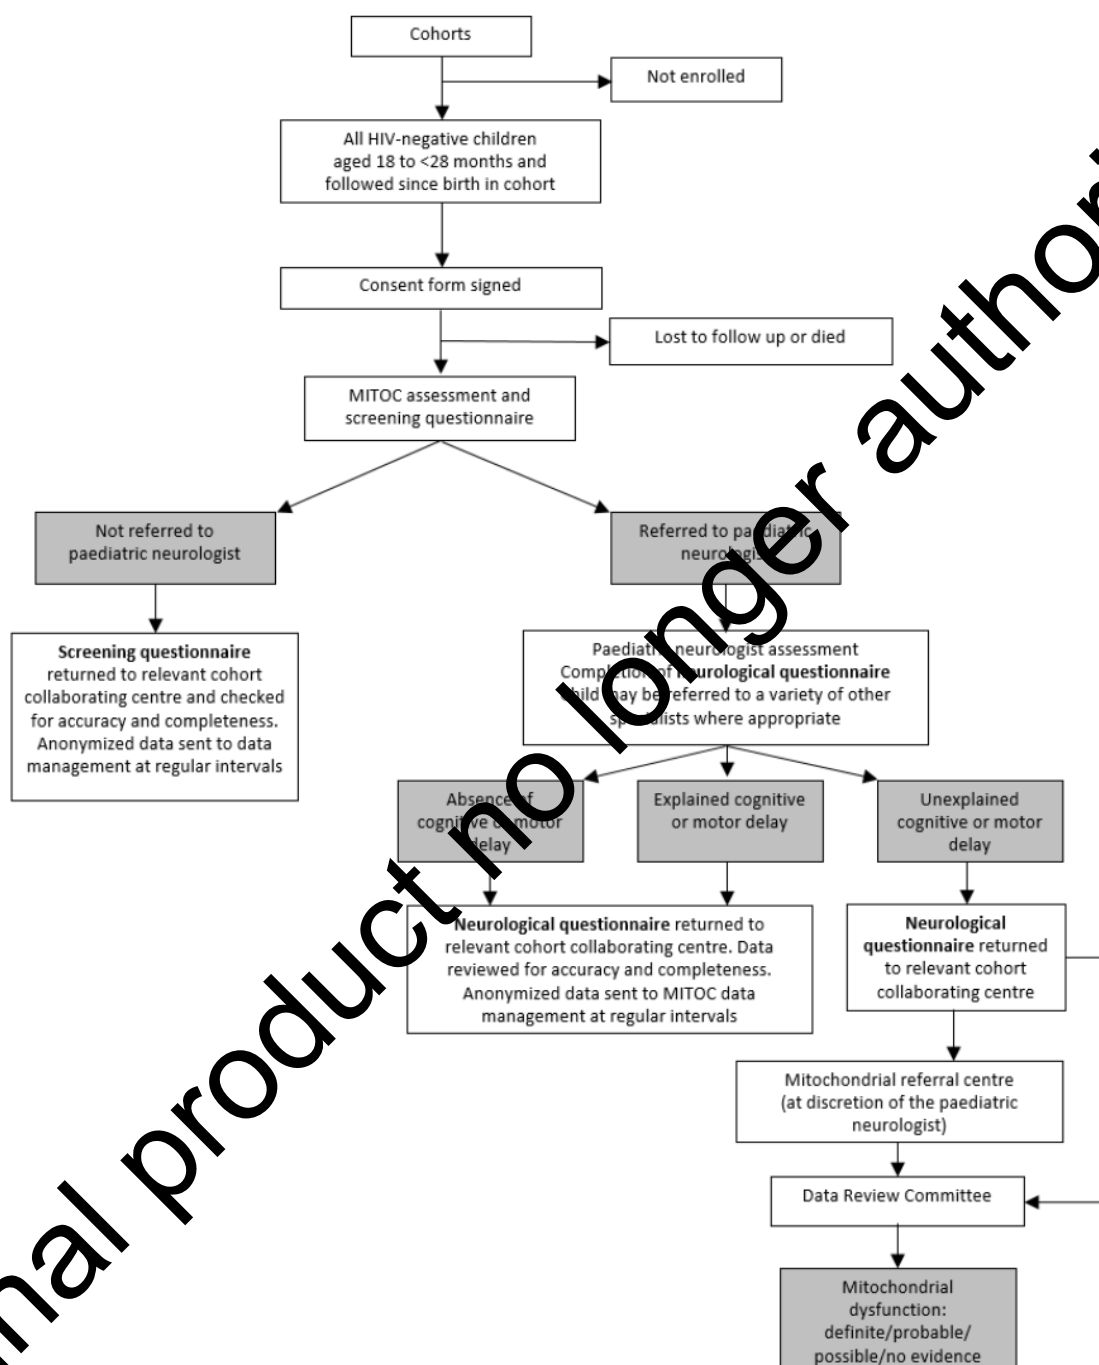 Cohorts
Not enrolled
All HIV-negative children
aged 18 to <28 months and
followed since birth in cohort
Consent form signed
Lost to follow up or died
MITOC assessment and
screening questionnaire
Not referred to
paediatric neurologist
Referred to paediatric
neurologist
Screening questionnaire
returned to relevant cohort
collaborating centre and checked
for accuracy and completeness.
Anonymized data sent to data
management at regular intervals
Paediatric neurologist assessment
Completion of neurological questionnaire
Child may be referred to a variety of other
specialists where appropriate
Absence of
cognitive or motor
delay
Explained cognitive
or motor delay
Unexplained
cognitive or motor
delay
Neurological questionnaire returned to
relevant cohort collaborating centre. Data
reviewed for accuracy and completeness.
Anonymized data sent to MITOC data
management at regular intervals
Neurological
questionnaire returned
to relevant cohort
collaborating centre
Mitochondrial referral centre
(at discretion of the paediatric
neurologist)
Data Review Committee
Mitochondrial
dysfunction:
definite/probable/
possible/no evidence
product no longer